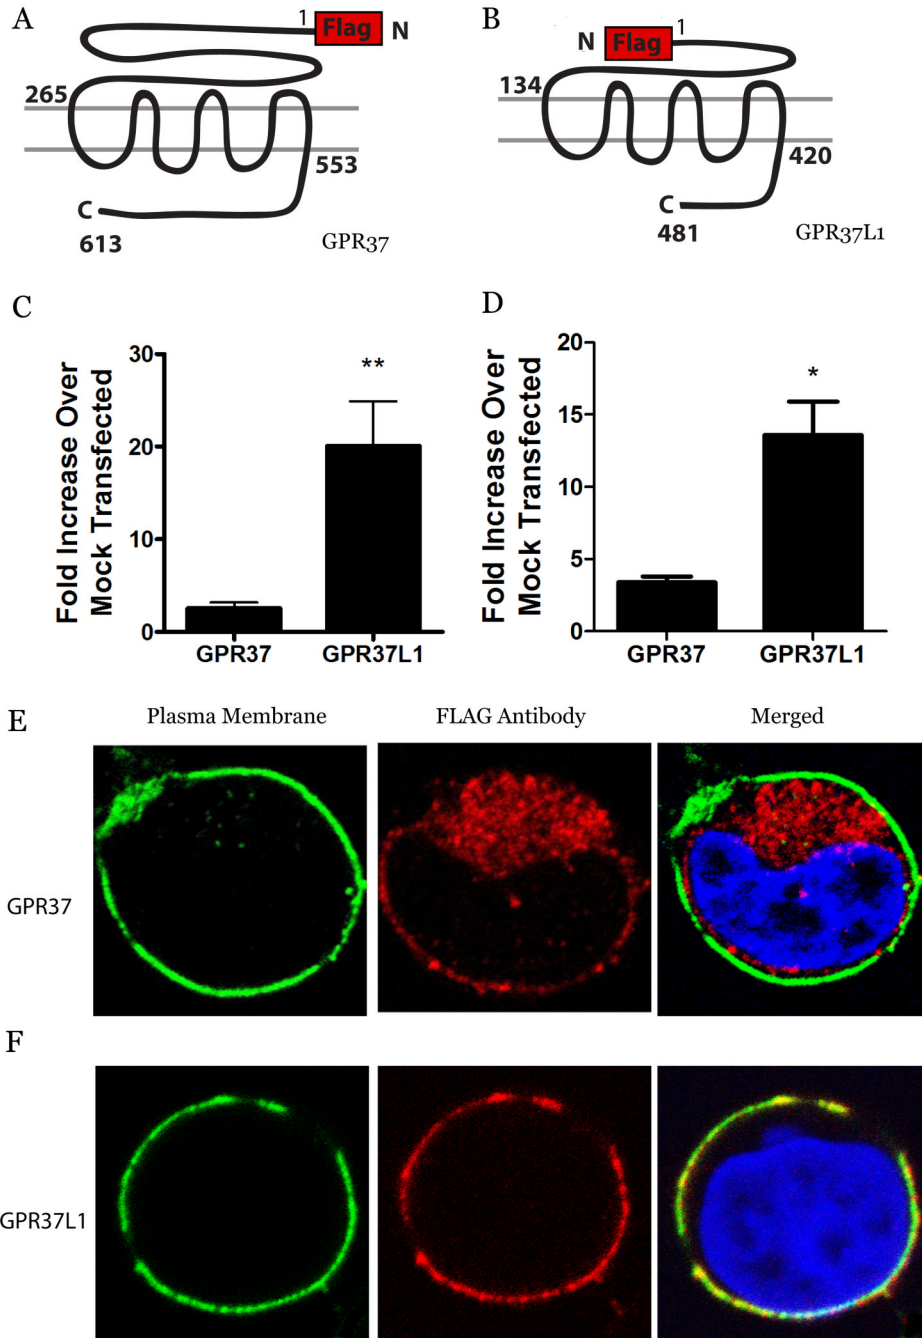 A
1
Flag N
265
553
C
613
GPR37
B
1
N Flag
134
420
C
481
GPR37L1
C
Fold Increase Over
Mock Transfected
30
20
10
0
**
GPR37 GPR37L1
D
Fold Increase Over
Mock Transfected
20
15
10
5
0
*
GPR37 GPR37L1
E
Plasma Membrane FLAG Antibody Merged
GPR37
F
GPR37L1